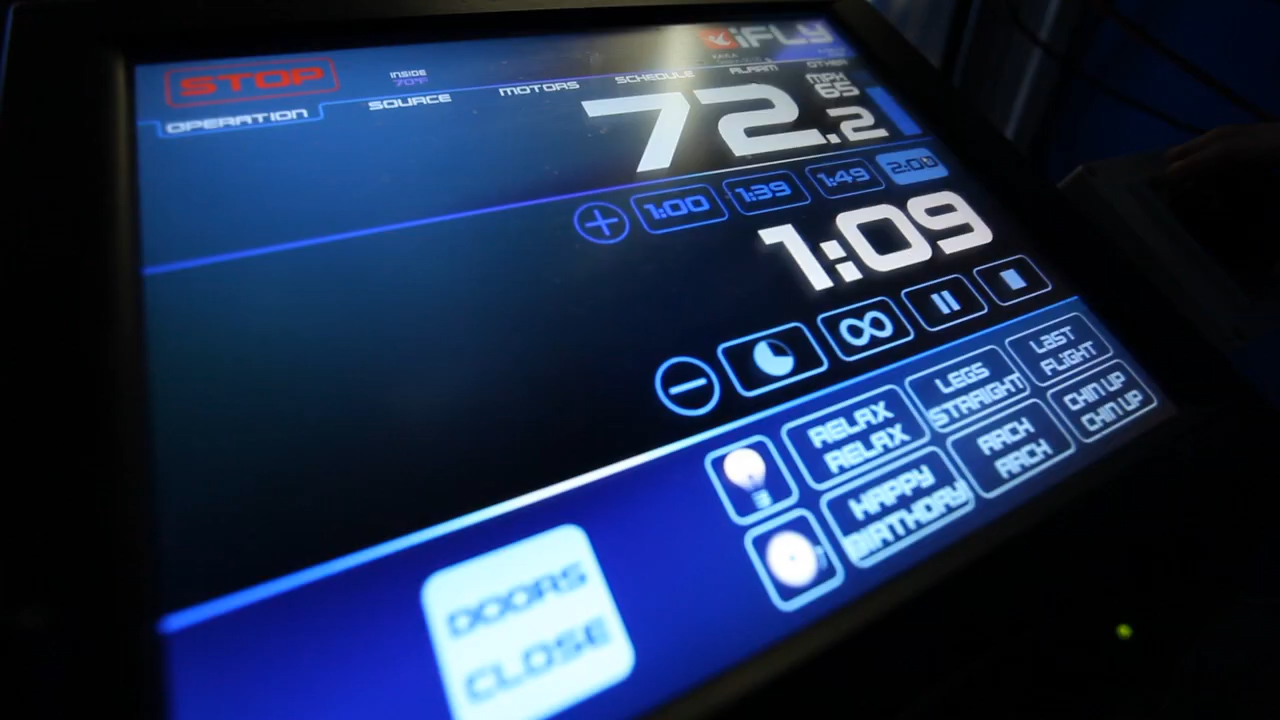 iFLY
STOP
INSIDE
70°F
OPERATION
SOURCE
MOTORS
SCHEDULE
ALARM
OTHER
72.2
MPH
65
1:00
1:39
1:49
2:00
1:09
RELAX
RELAX
LEGS
STRAIGHT
LAST
FLIGHT
HAPPY
BIRTHDAY
ARCH
ARCH
CHIN UP
CHIN UP
DOORS
CLOSE